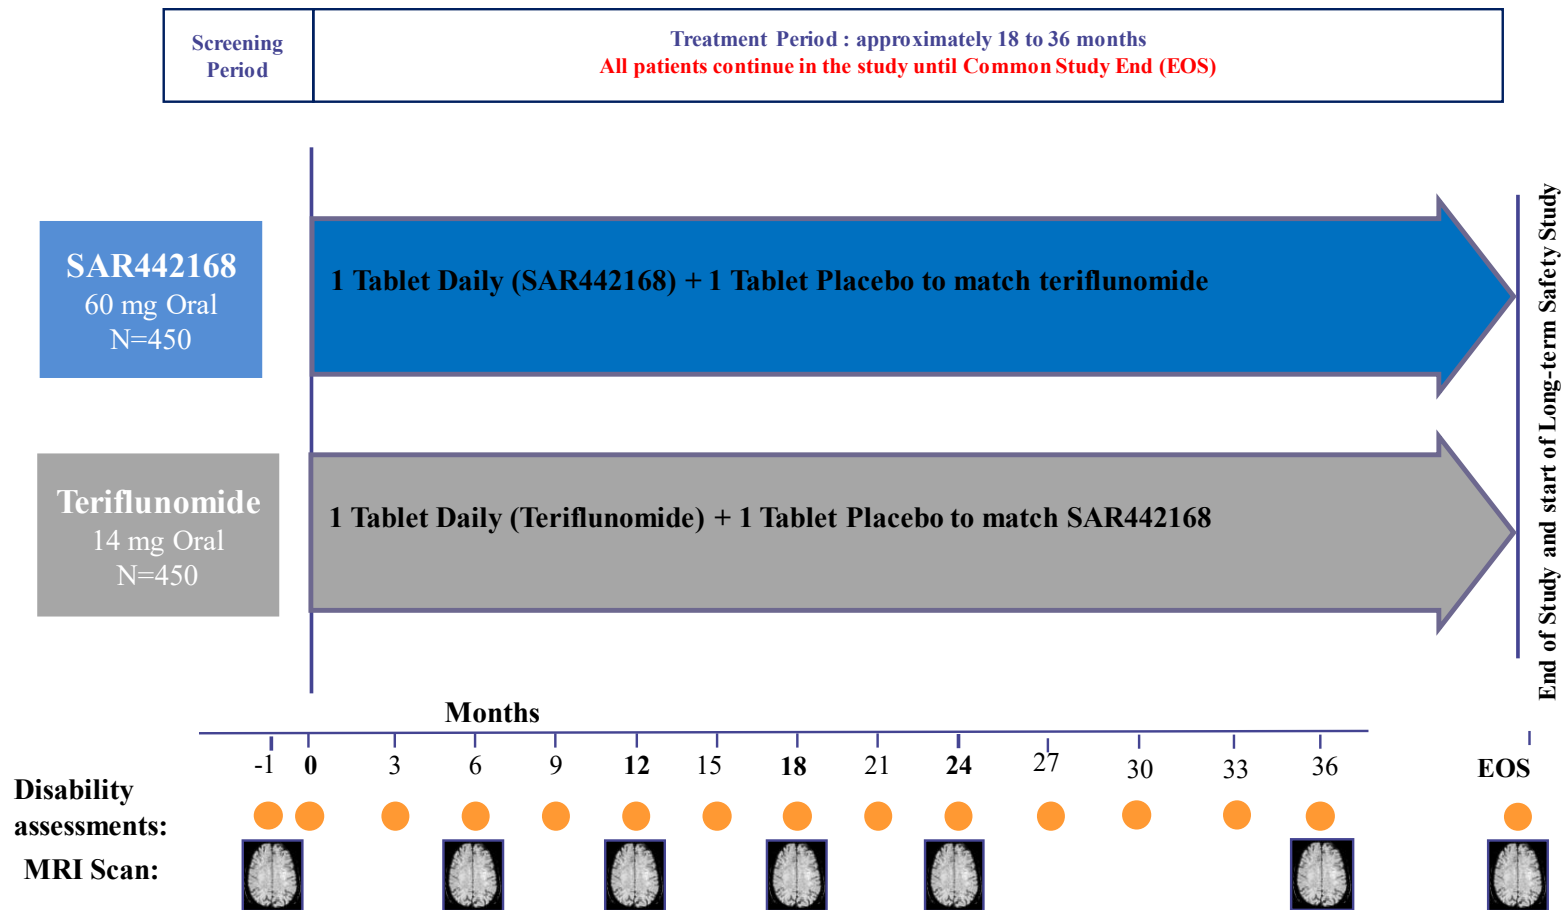 Screening
Period
Treatment Period : approximately 18 to 36 months
All patients continue in the study until Common Study End (EOS)
SAR442168
60 mg Oral
N=450
1 Tablet Daily (SAR442168) + 1 Tablet Placebo to match teriflunomide
Teriflunomide
14 mg Oral
N=450
1 Tablet Daily (Teriflunomide) + 1 Tablet Placebo to match SAR442168
End of Study and start of Long-term Safety Study
Months
-1 0 3 6 9 12 15 18 21 24 27 30 33 36 EOS
Disability
assessments:
MRI Scan: